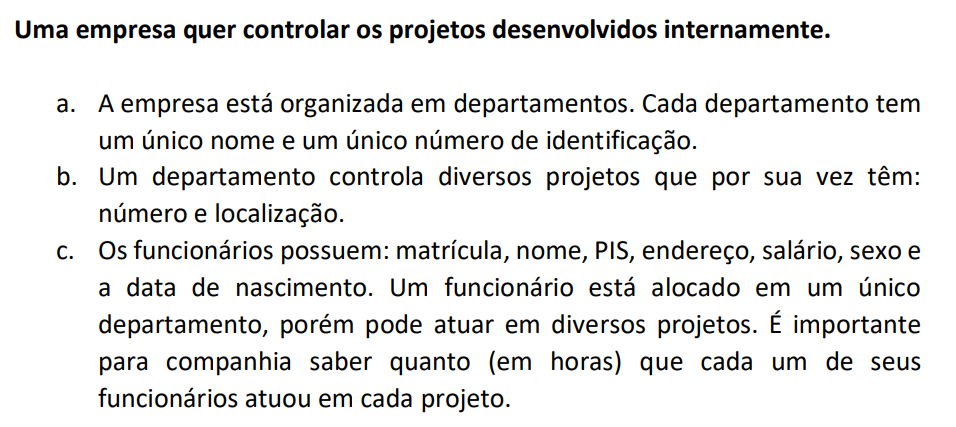 Uma empresa quer controlar os projetos desenvolvidos internamente.
a. A empresa está organizada em departamentos. Cada departamento tem
um único nome e um único número de identificação.
b. Um departamento controla diversos projetos que por sua vez têm:
número e localização.
c. Os funcionários possuem: matrícula, nome, PIS, endereço, salário, sexo e
a data de nascimento. Um funcionário está alocado em um único
departamento, porém pode atuar em diversos projetos. É importante
para companhia saber quanto (em horas) que cada um de seus
funcionários atuou em cada projeto.